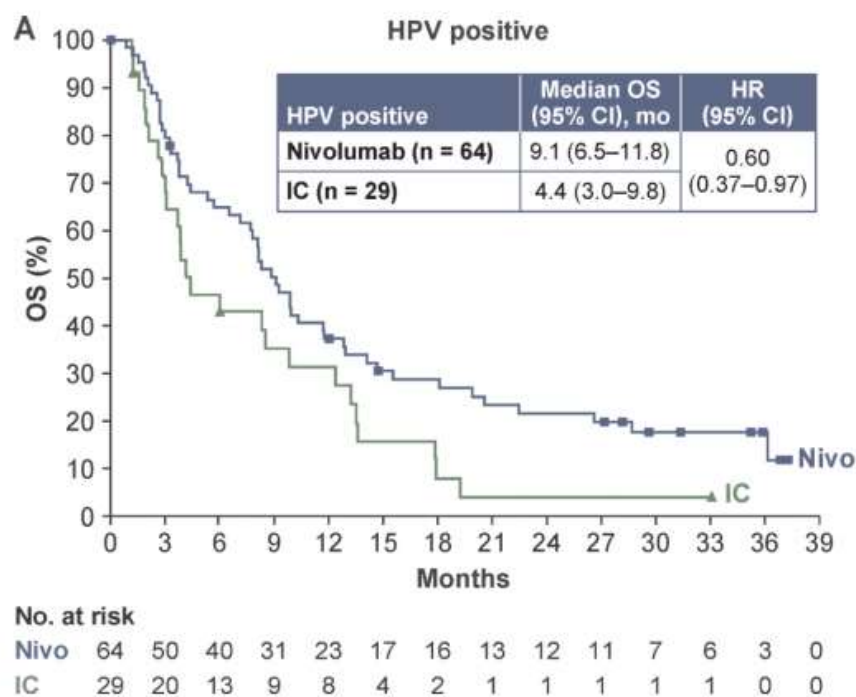 A
HPV positive
100
90
80
70
60
50
40
30
20
10
0
OS (%)
HPV positive Median OS (95% CI), mo HR (95% CI)
Nivolumab (n = 64) 9.1 (6.5–11.8) 0.60 (0.37–0.97)
IC (n = 29) 4.4 (3.0–9.8)
Nivo
IC
0 3 6 9 12 15 18 21 24 27 30 33 36 39
Months
No. at risk
Nivo 64 50 40 31 23 17 16 13 12 11 7 6 3 0
IC 29 20 13 9 8 4 2 1 1 1 1 1 0 0